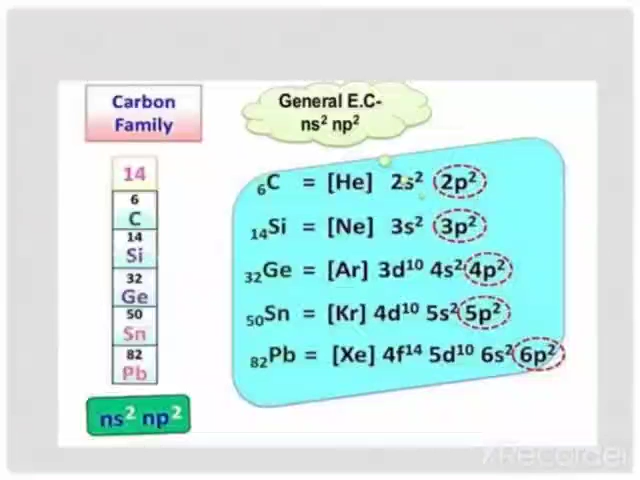 Carbon
Family
General E.C-
ns² np²
14
6
C
14
Si
32
Ge
50
Sn
82
Pb
ns² np²
₆C = [He] 2s² 2p²
₁₄Si = [Ne] 3s² 3p²
₃₂Ge = [Ar] 3d¹⁰ 4s² 4p²
₅₀Sn = [Kr] 4d¹⁰ 5s² 5p²
₈₂Pb = [Xe] 4f¹⁴ 5d¹⁰ 6s² 6p²
XRecorder